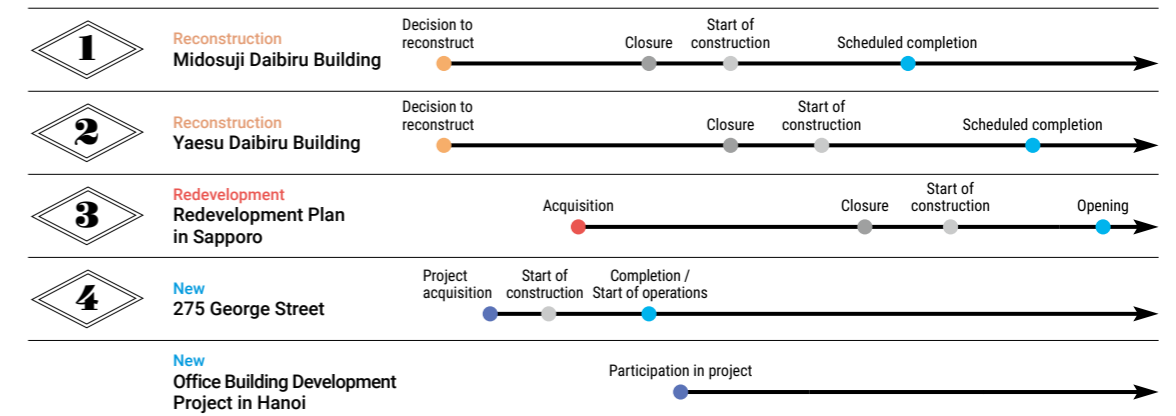 1
Reconstruction
Midosuji Daibiru Building
Decision to
reconstruct
Closure
Start of
construction
Scheduled completion
2
Reconstruction
Yaesu Daibiru Building
Decision to
reconstruct
Closure
Start of
construction
Scheduled completion
3
Redevelopment
Redevelopment Plan
in Sapporo
Acquisition
Closure
Start of
construction
Opening
4
New
275 George Street
Project
acquisition
Start of
construction
Completion /
Start of operations
New
Office Building Development
Project in Hanoi
Participation in project